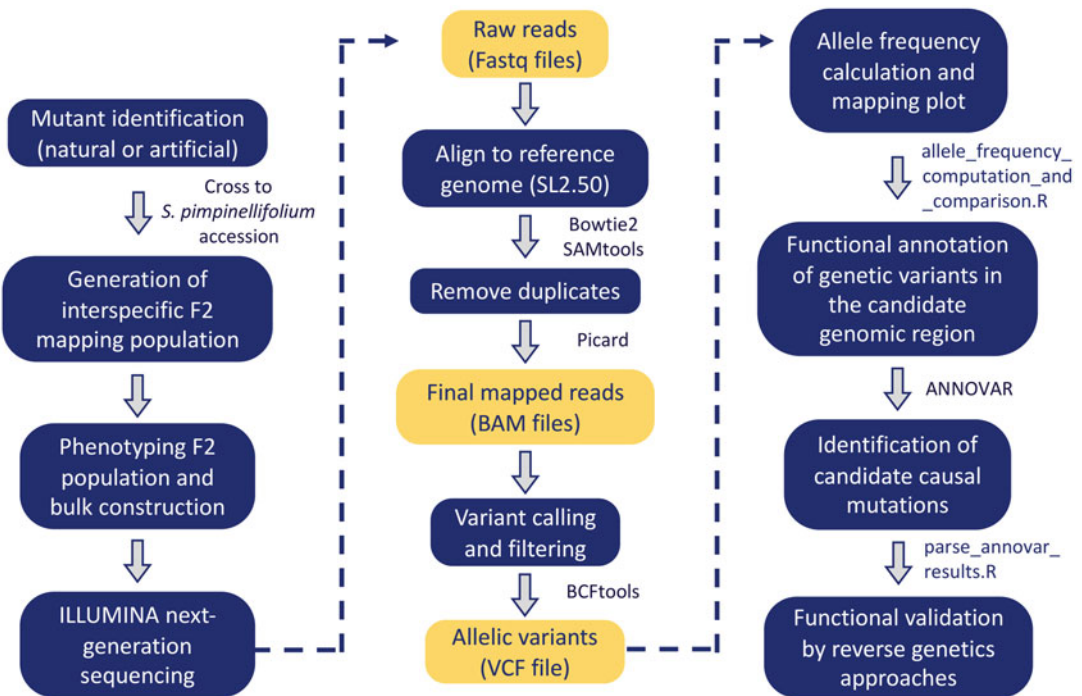 Mutant identification
(natural or artificial)
Cross to
S. pimpinellifolium
accession
Generation of
interspecific F2
mapping population
Phenotyping F2
population and
bulk construction
ILLUMINA next-
generation
sequencing
Raw reads
(Fastq files)
Align to reference
genome (SL2.50)
Bowtie2
SAMtools
Remove duplicates
Picard
Final mapped reads
(BAM files)
Variant calling
and filtering
BCFtools
Allelic variants
(VCF file)
Allele frequency
calculation and
mapping plot
allele_frequency_
computation_and
_comparison.R
Functional annotation
of genetic variants in
the candidate
genomic region
ANNOVAR
Identification of
candidate causal
mutations
parse_annovar_
results.R
Functional validation
by reverse genetics
approaches